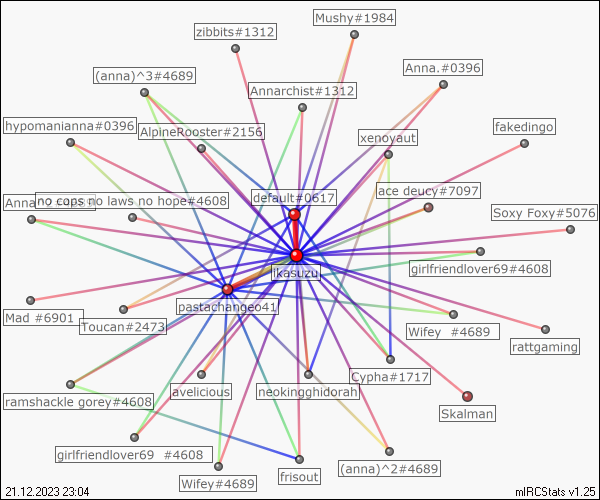 Mushy#1984
zibbits#1312
(anna)^3#4689
Anna.#0396
Annarchist#1312
hypomanianna#0396
AlpineRooster#2156
xenoyaut
fakedingo
ace deucy#7097
default#0617
Anna
no cops no laws no hope#4608
Soxy Foxy#5076
girlfriendlover69#4608
ikasuzu
pastachange041
Mad #6901
Toucan#2473
Wifey #4689
rattgaming
Cypha#1717
ramshackle gorey#4608
avelicious
neokingghidorah
Skalman
girlfriendlover69 #4608
Wifey#4689
frisout
(anna)^2#4689
21.12.2023 23:04
mIRCStats v1.25